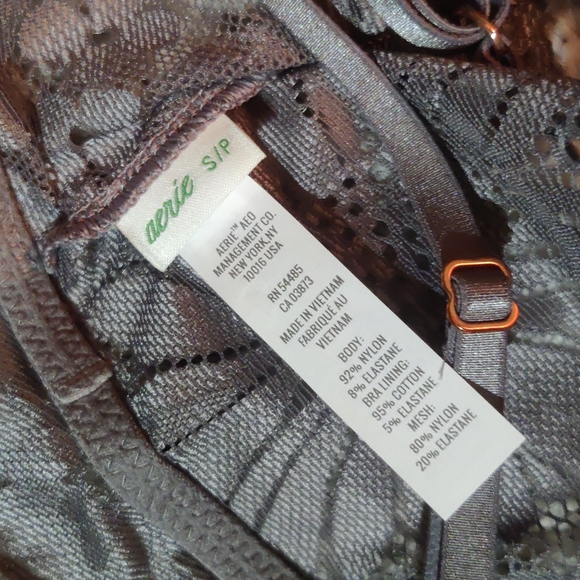 aerie S/P
AERIE™ AEO
MANAGEMENT CO.
NEW YORK,NY
10016 USA
RN 54485
CA 03873
MADE IN VIETNAM
FABRIQUÉ AU
VIETNAM
BODY:
92% NYLON
8% ELASTANE
BRA LINING:
95% COTTON
5% ELASTANE
MESH:
80% NYLON
20% ELASTANE